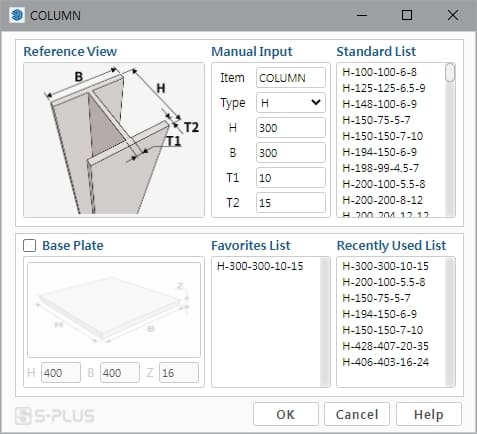 COLUMN
Reference View
B
H
T2
T1
Manual Input
Item COLUMN
Type H
H 300
B 300
T1 10
T2 15
Standard List
H-100-100-6-8
H-125-125-6.5-9
H-148-100-6-9
H-150-75-5-7
H-150-150-7-10
H-194-150-6-9
H-198-99-4.5-7
H-200-100-5.5-8
H-200-200-8-12
H-200-204-12-12
Base Plate
Z
H
B
H 400 B 400 Z 16
Favorites List
H-300-300-10-15
Recently Used List
H-300-300-10-15
H-200-100-5.5-8
H-150-75-5-7
H-194-150-6-9
H-150-150-7-10
H-428-407-20-35
H-406-403-16-24
S-PLUS
OK Cancel Help